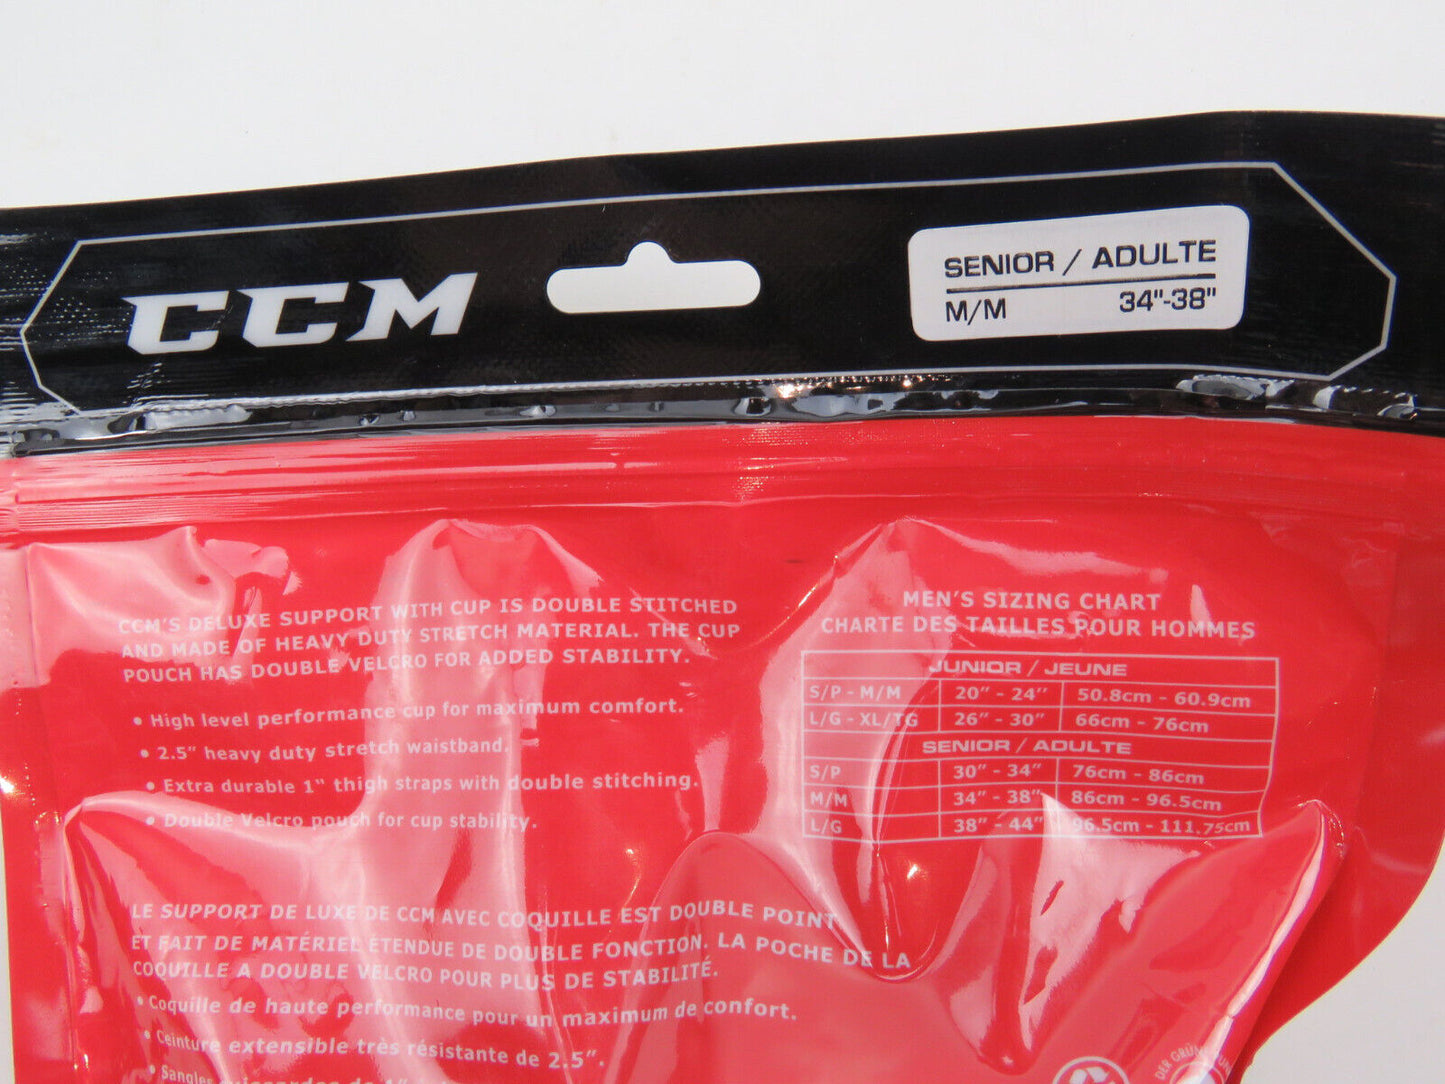 CCM
SENIOR / ADULTE
M/M 34"-38"
CCM'S DELUXE SUPPORT WITH CUP IS DOUBLE STITCHED
AND MADE OF HEAVY DUTY STRETCH MATERIAL. THE CUP
POUCH HAS DOUBLE VELCRO FOR ADDED STABILITY.
• High level performance cup for maximum comfort.
• 2.5" heavy duty stretch waistband.
• Extra durable 1" thigh straps with double stitching.
• Double Velcro pouch for cup stability.
MEN'S SIZING CHART
CHARTE DES TAILLES POUR HOMMES
JUNIOR / JEUNE
S/P - M/M 20" - 24" 50.8cm - 60.9cm
L/G - XL/TG 26" - 30" 66cm - 76cm
SENIOR / ADULTE
S/P 30" - 34" 76cm - 86cm
M/M 34" - 38" 86cm - 96.5cm
L/G 38" - 44" 96.5cm - 111.75cm
LE SUPPORT DE LUXE DE CCM AVEC COQUILLE EST DOUBLE POINT
ET FAIT DE MATÉRIEL ÉTENDUE DE DOUBLE FONCTION. LA POCHE DE LA
COQUILLE A DOUBLE VELCRO POUR PLUS DE STABILITÉ.
• Coquille de haute performance pour un maximum de confort.
• Ceinture extensible très résistante de 2.5".
• Sangles
DER GRÜNE PUNKT